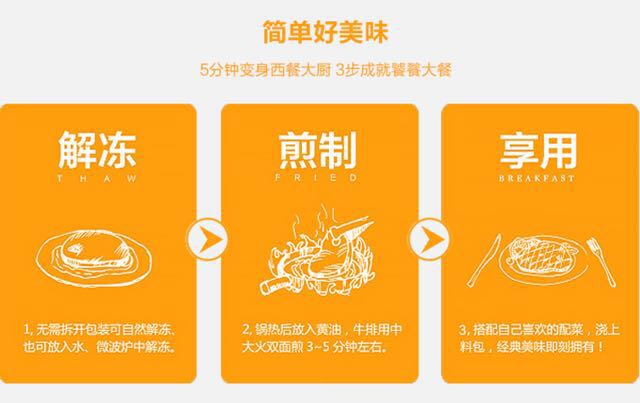 简单好美味
5分钟变身西餐大厨 3步成就饕餮大餐
解冻
THAW
1, 无需拆开包装可自然解冻、
也可放入水、微波炉中解冻。
煎制
FRIED
2, 锅热后放入黄油，牛排用中
大火双面煎3~5分钟左右。
享用
BREAKFAST
3, 搭配自己喜欢的配菜，浇上
料包，经典美味即刻拥有！